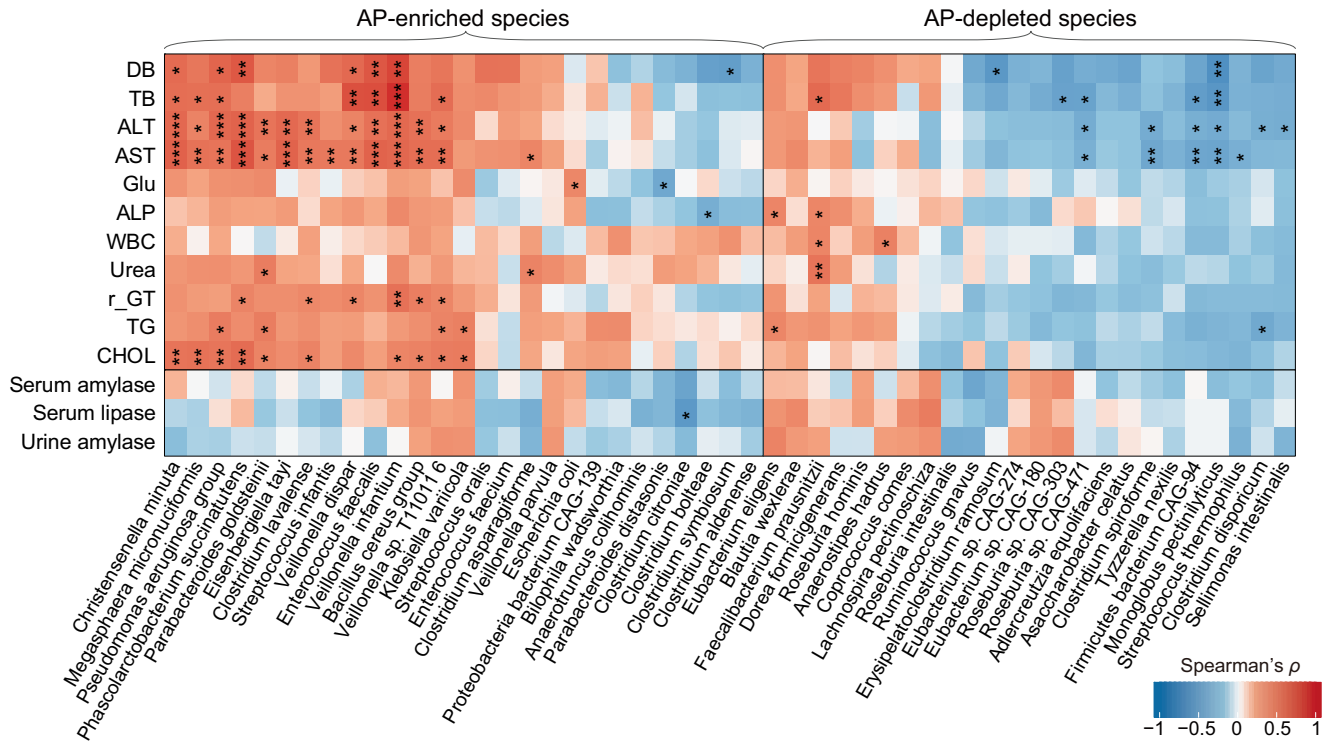 AP-enriched species
AP-depleted species
DB
TB
ALT
AST
Glu
ALP
WBC
Urea
r_GT
TG
CHOL
Serum amylase
Serum lipase
Urine amylase
Christensenella minuta
Megasphaera micronuciformis
Pseudomonas aeruginosa group
Phascolarctobacterium succinatutens
Parabacteroides goldsteinii
Eisenbergiella tayi
Clostridium lavalense
Streptococcus infantis
Veillonella dispar
Enterococcus faecalis
Veillonella infantium
Bacillus cereus group
Veillonella sp. T11011 6
Klebsiella varicola
Streptococcus oralis
Enterococcus faecium
Clostridium asparagiforme
Veillonella parvula
Escherichia coli
Proteobacteria bacterium CAG-139
Bilophila wadsworthia
Anaerotruncus colihominis
Parabacteroides distasonis
Clostridium citroniae
Clostridium bolteae
Clostridium symbiosum
Clostridium aldenense
Eubacterium eligens
Blautia wexlerae
Faecalibacterium prausnitzii
Dorea formicigenerans
Roseburia hominis
Anaerostipes hadrus
Coprococcus comes
Lachnospira pectinoschiza
Roseburia intestinalis
Ruminococcus gnavus
Erysipelatoclostridium ramosum
Eubacterium sp. CAG-274
Eubacterium sp. CAG-180
Roseburia sp. CAG-303
Roseburia sp. CAG-471
Adlercreutzia equolifaciens
Asaccharobacter celatus
Clostridium spiroforme
Tyzzerella nexilis
Firmicutes bacterium CAG-94
Monoglobus pectinilyticus
Streptococcus thermophilus
Clostridium disporicum
Sellimonas intestinalis
Spearman's ρ
−1 −0.5 0 0.5 1